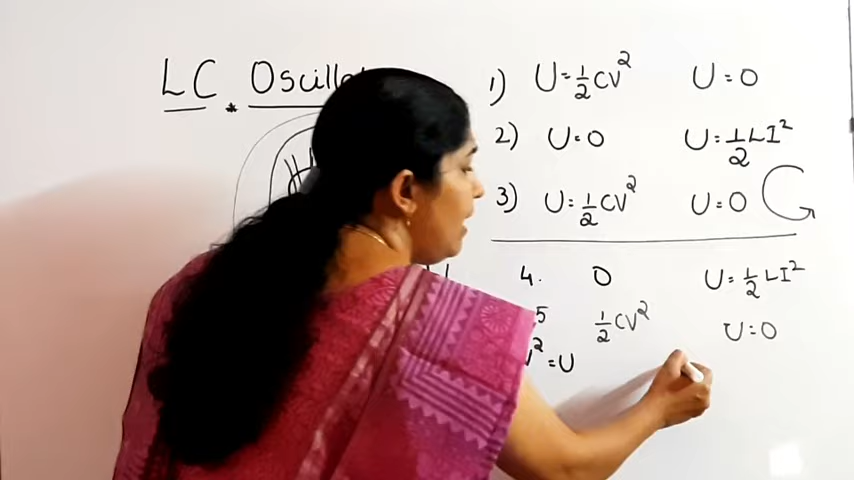 LC
1) U=½CV² U=0
2) U=0 U=½LI²
3) U=½CV² U=0
4. 0 U=½LI²
5 ½CV² U=0
² =U